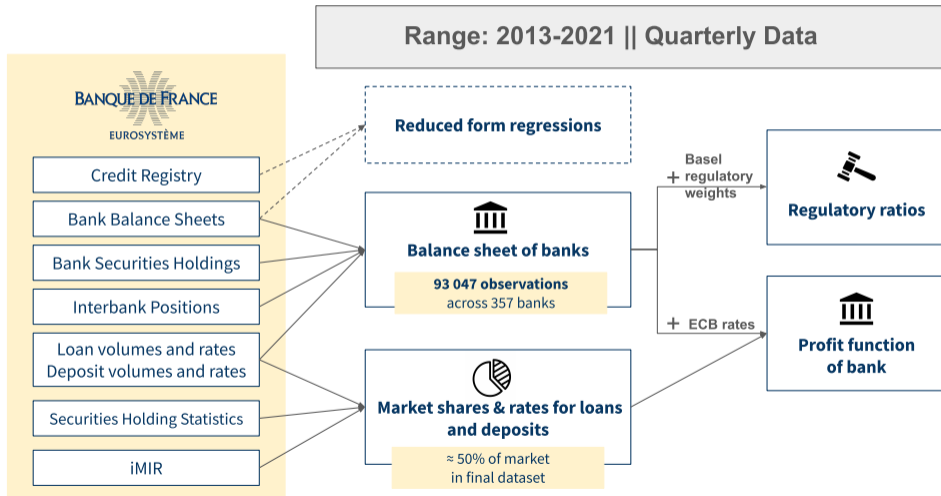 Range: 2013-2021 || Quarterly Data
BANQUE DE FRANCE
EUROSYSTÈME
Credit Registry
Bank Balance Sheets
Bank Securities Holdings
Interbank Positions
Loan volumes and rates
Deposit volumes and rates
Securities Holding Statistics
iMIR
Reduced form regressions
Balance sheet of banks
93 047 observations
across 357 banks
Market shares & rates for loans
and deposits
≈ 50% of market
in final dataset
Basel
+ regulatory
weights
+ ECB rates
Regulatory ratios
Profit function
of bank